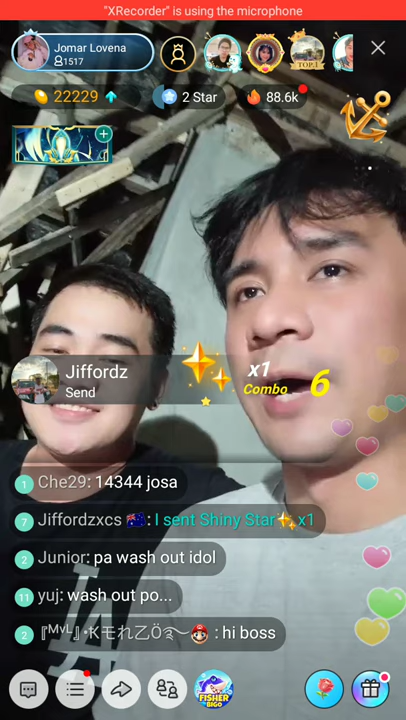 "XRecorder" is using the microphone
Jomar Lovena
1517
TOP.1
22229
2 Star
88.6k
Jiffordz
Send
x1
Combo
6
1 Che29: 14344 josa
7 Jiffordzxcs 🇦🇺: I sent Shiny Star✨x1
2 Junior: pa wash out idol
11 yuj: wash out po...
: hi boss
LA
FISHER
BIGO